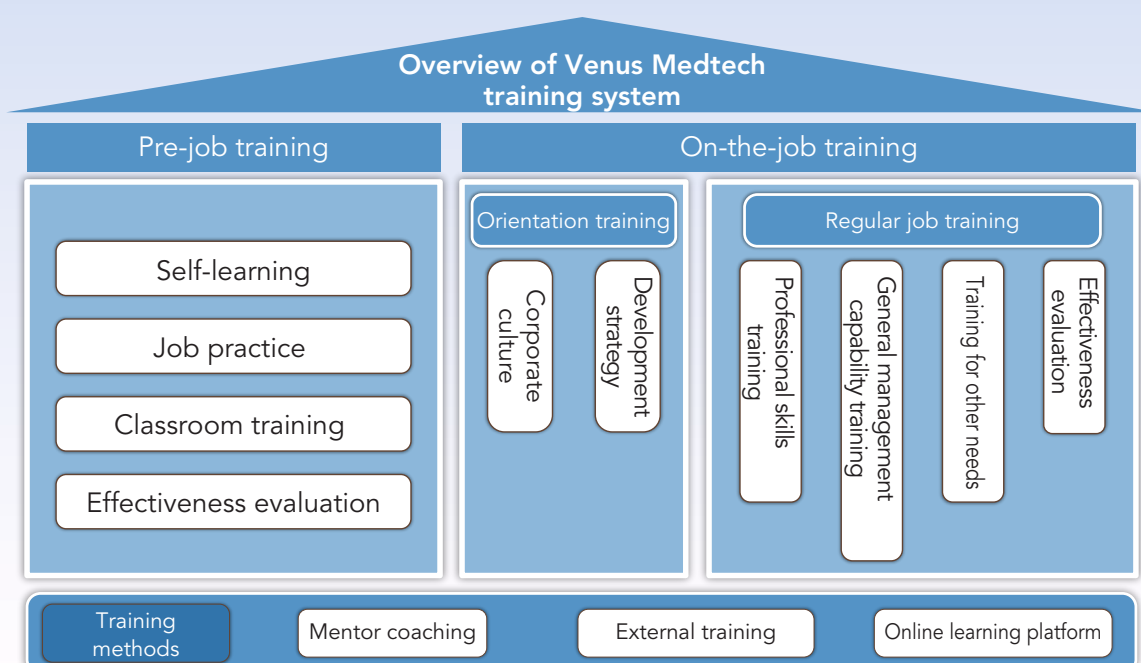 Overview of Venus Medtech
training system
Pre-job training
On-the-job training
Self-learning
Job practice
Classroom training
Effectiveness evaluation
Orientation training
Corporate
culture
Development
strategy
Regular job training
Professional skills
training
General management
capability training
Training for other needs
Effectiveness
evaluation
Training
methods
Mentor coaching
External training
Online learning platform